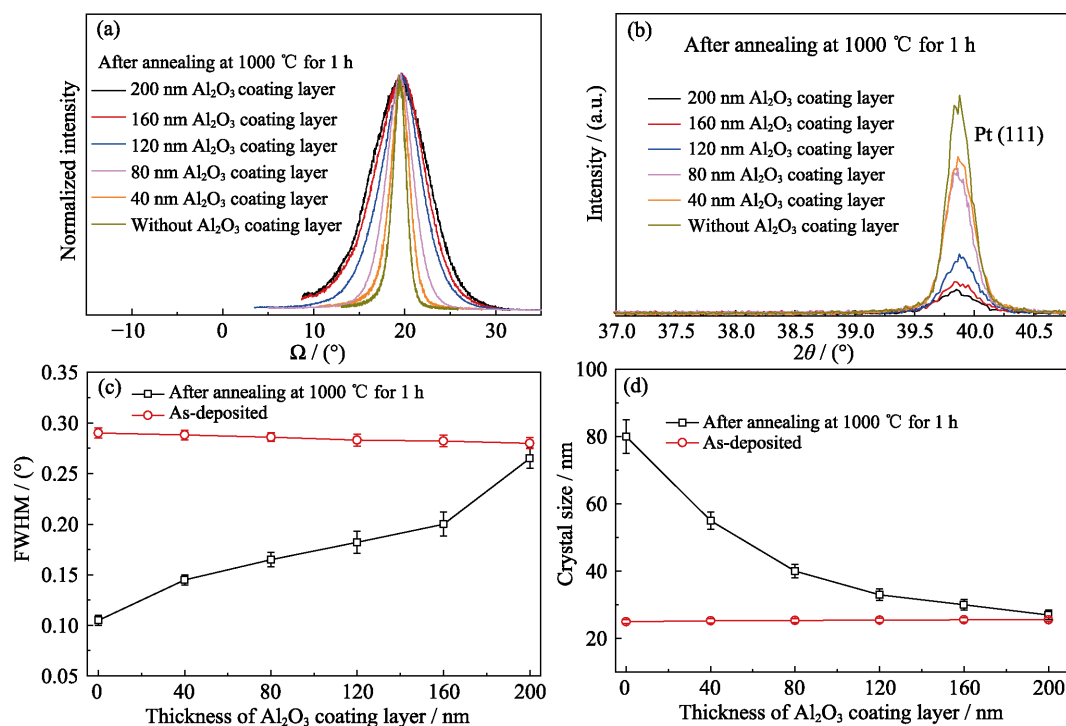 (a)
After annealing at 1000 ℃ for 1 h
200 nm Al₂O₃ coating layer
160 nm Al₂O₃ coating layer
120 nm Al₂O₃ coating layer
80 nm Al₂O₃ coating layer
40 nm Al₂O₃ coating layer
Without Al₂O₃ coating layer
Normalized intensity
−10 0 10 20 30
Ω / (°)
(b)
After annealing at 1000 ℃ for 1 h
200 nm Al₂O₃ coating layer
160 nm Al₂O₃ coating layer
120 nm Al₂O₃ coating layer
80 nm Al₂O₃ coating layer
40 nm Al₂O₃ coating layer
Without Al₂O₃ coating layer
Pt (111)
Intensity / (a.u.)
37.0 37.5 38.0 38.5 39.0 39.5 40.0 40.5
2θ / (°)
(c)
After annealing at 1000 ℃ for 1 h
As-deposited
FWHM / (°)
0.35
0.30
0.25
0.20
0.15
0.10
0.05
0 40 80 120 160 200
Thickness of Al₂O₃ coating layer / nm
(d)
After annealing at 1000 ℃ for 1 h
As-deposited
Crystal size / nm
100
80
60
40
20
0 40 80 120 160 200
Thickness of Al₂O₃ coating layer / nm